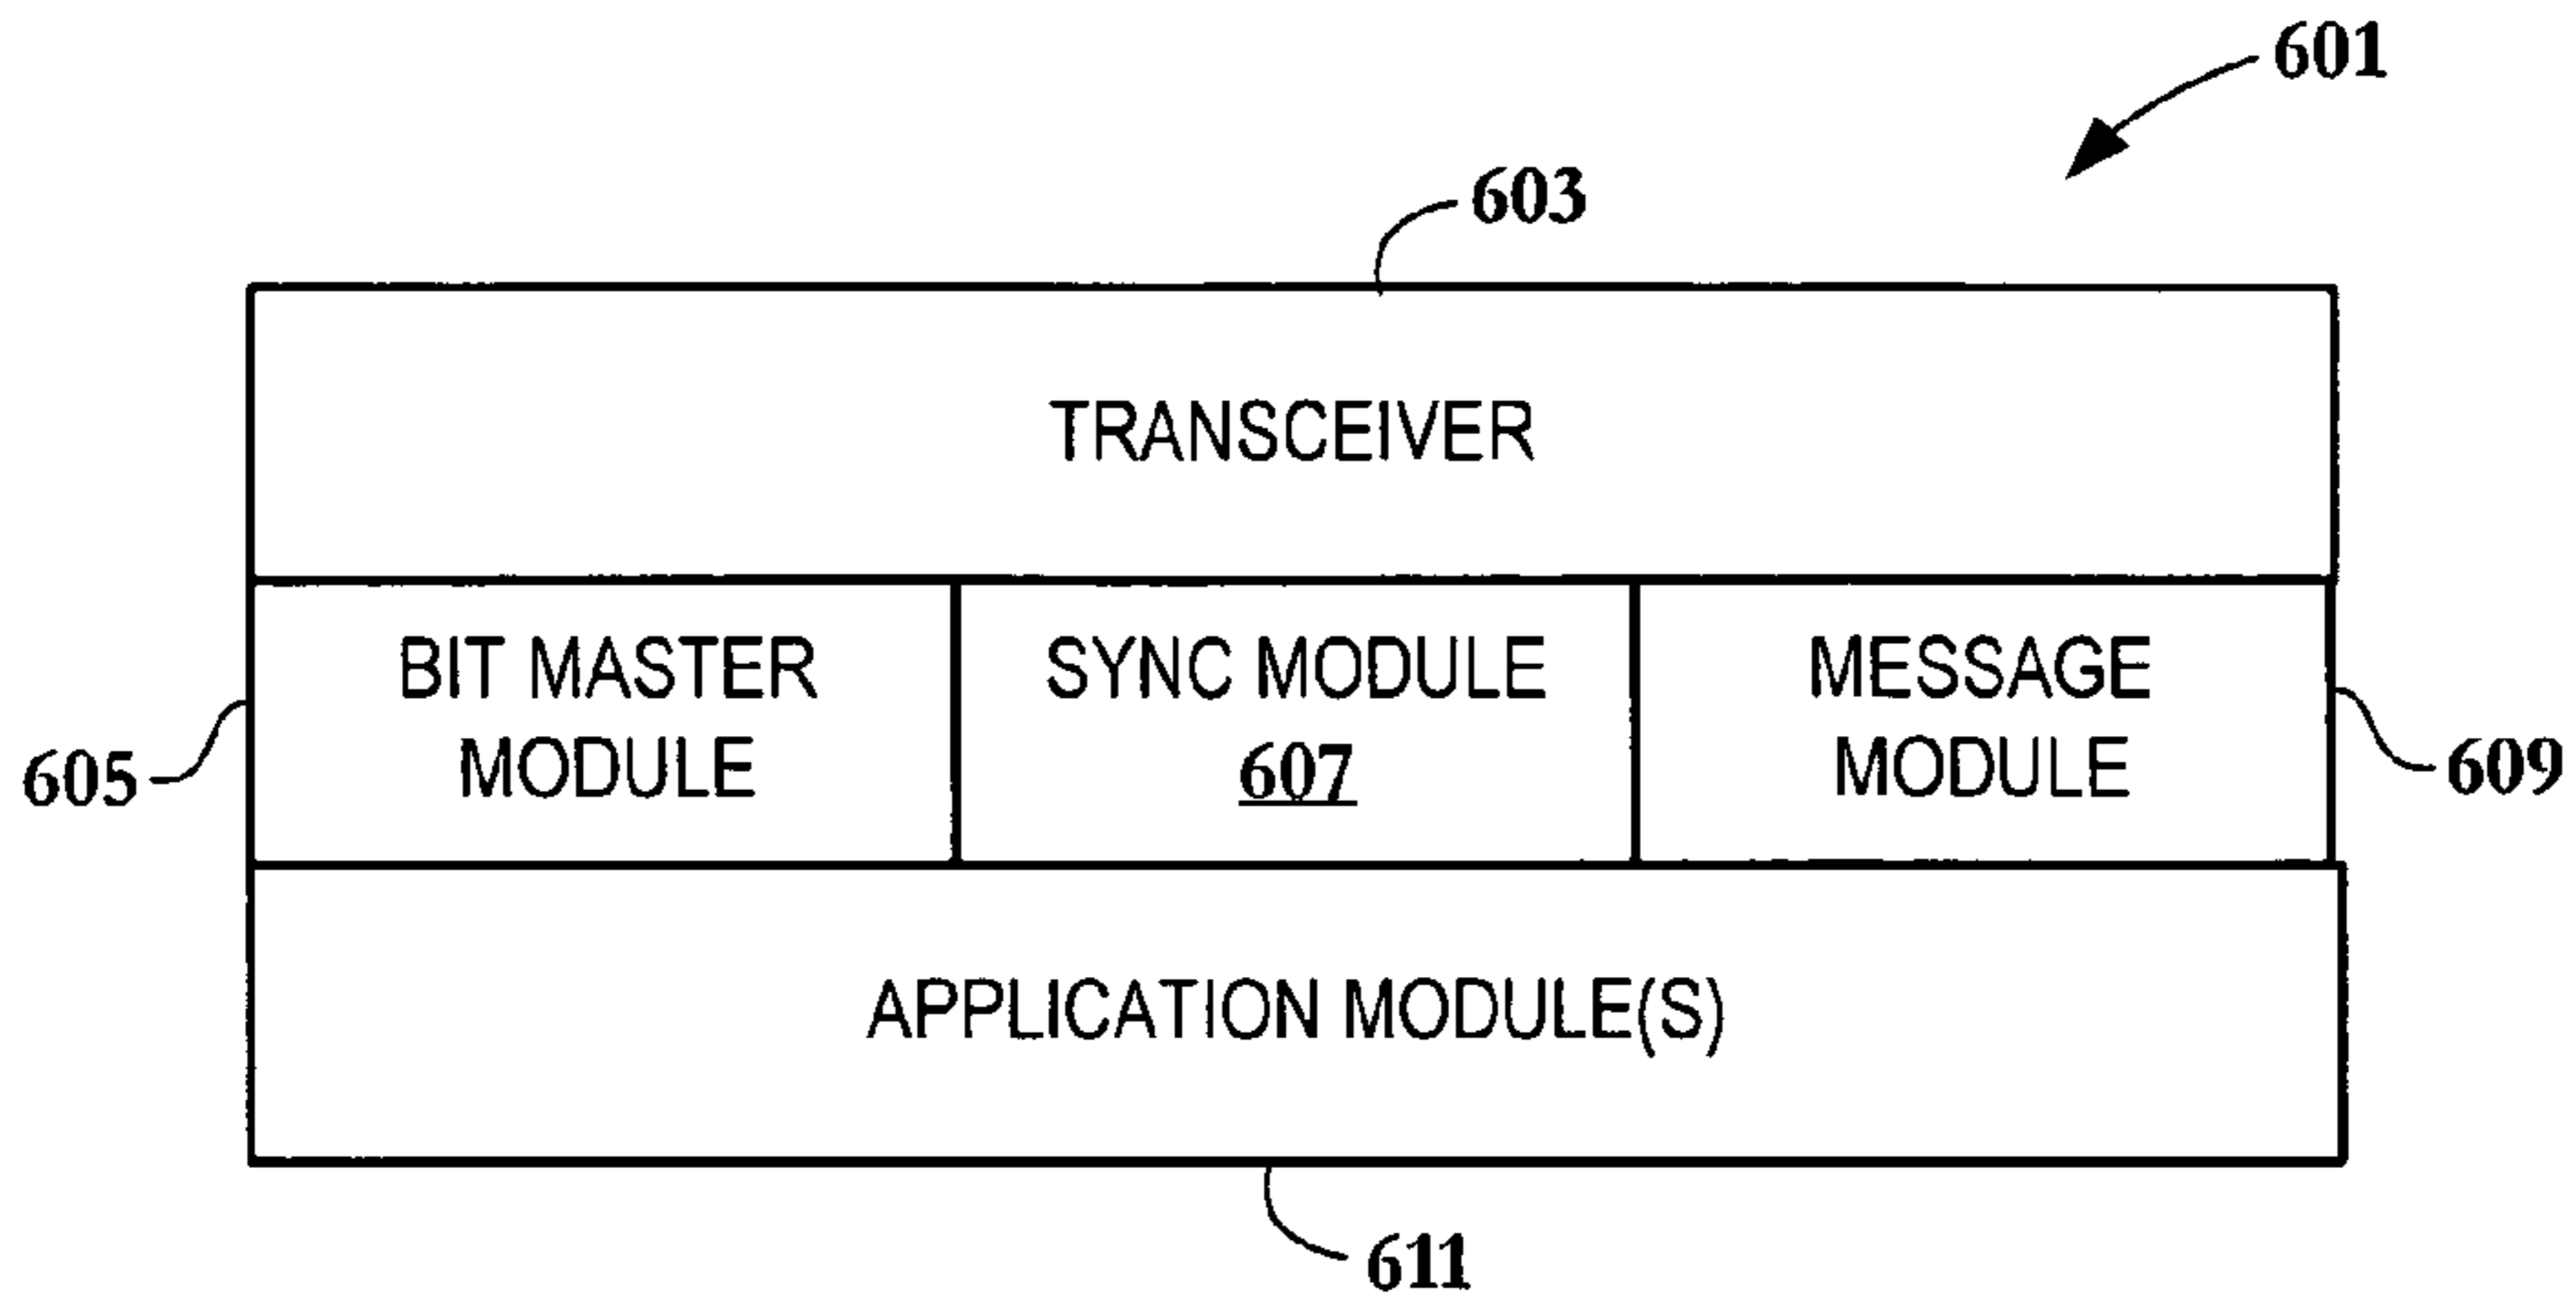 601
603
TRANSCEIVER
BIT MASTER
MODULE
605
SYNC MODULE
607
MESSAGE
MODULE
609
APPLICATION MODULE(S)
611